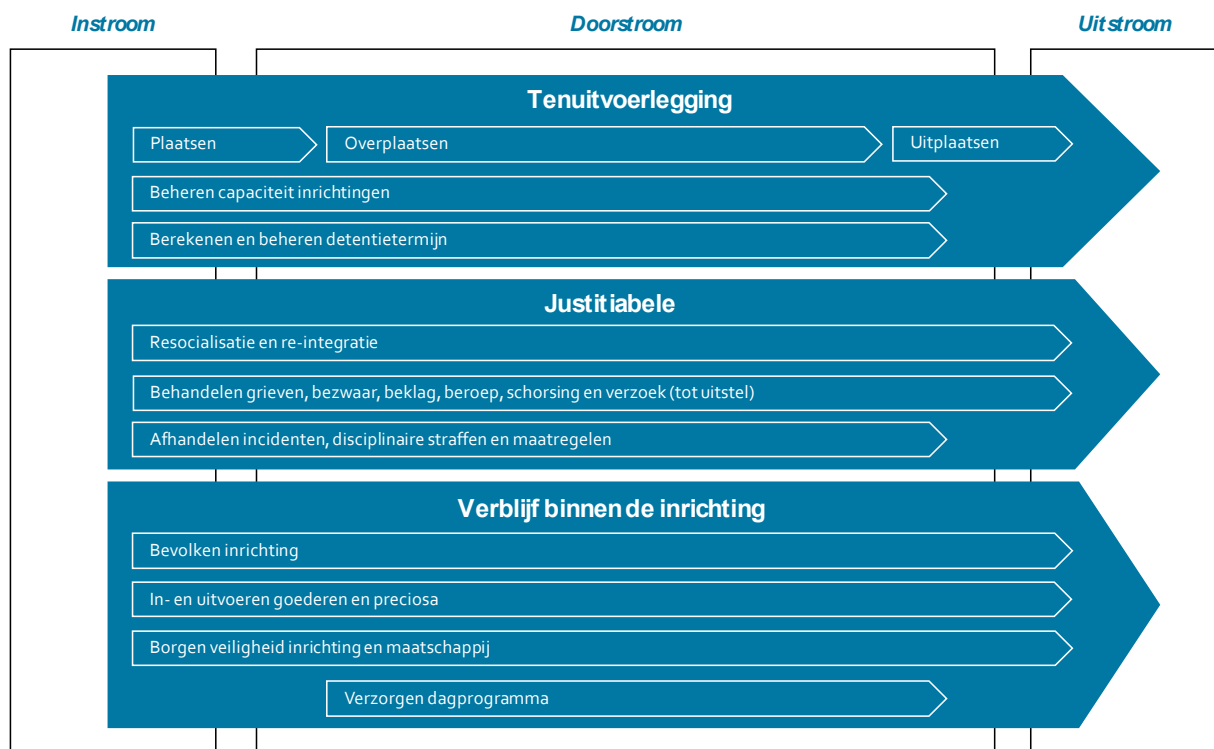 Instroom
Doorstroom
Uitstroom
Tenuitvoerlegging
Plaatsen
Overplaatsen
Uitplaatsen
Beheren capaciteit inrichtingen
Berekenen en beheren detentietermijn
Justitiabele
Resocialisatie en re-integratie
Behandelen grieven, bezwaar, beklag, beroep, schorsing en verzoek (tot uitstel)
Afhandelen incidenten, disciplinaire straffen en maatregelen
Verblijf binnen de inrichting
Bevolken inrichting
In- en uitvoeren goederen en preciosa
Borgen veiligheid inrichting en maatschappij
Verzorgen dagprogramma